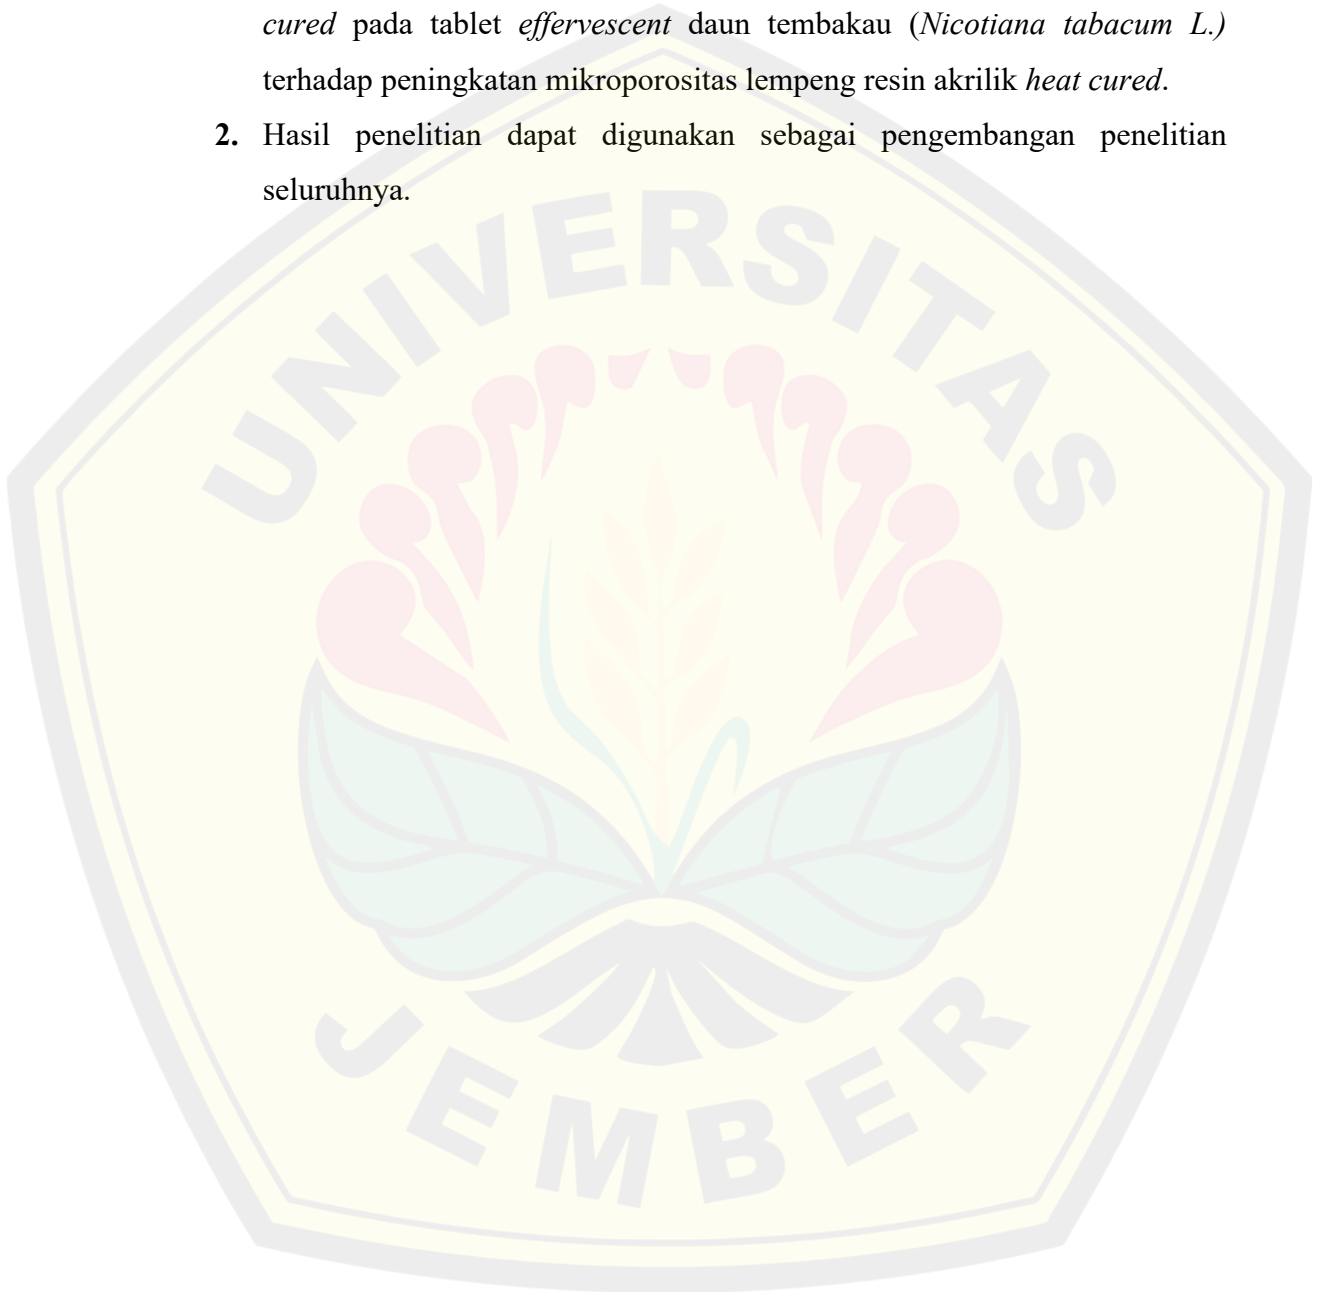 cured pada tablet effervescent daun tembakau (Nicotiana tabacum L.)
terhadap peningkatan mikroporositas lempeng resin akrilik heat cured.
2. Hasil penelitian dapat digunakan sebagai pengembangan penelitian
seluruhnya.
UNIVERSITAS
JEMBER